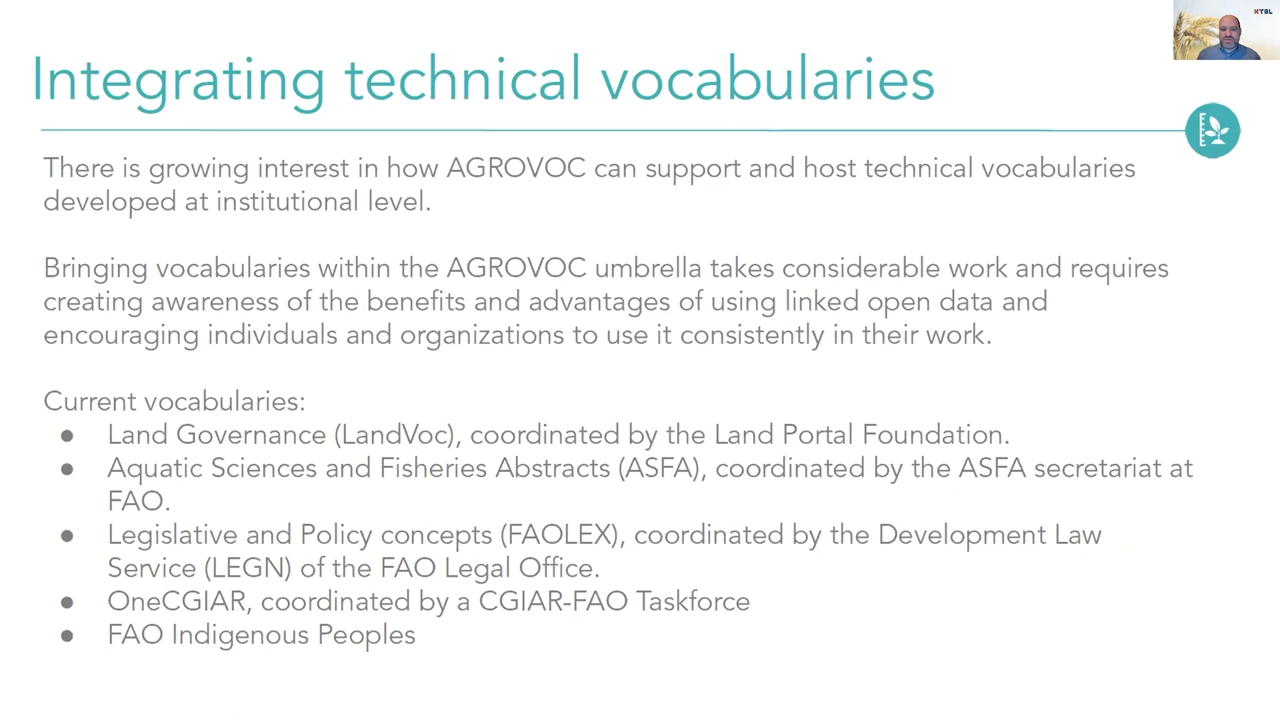 KTBL
Integrating technical vocabularies
There is growing interest in how AGROVOC can support and host technical vocabularies
developed at institutional level.
Bringing vocabularies within the AGROVOC umbrella takes considerable work and requires
creating awareness of the benefits and advantages of using linked open data and
encouraging individuals and organizations to use it consistently in their work.
Current vocabularies:
● Land Governance (LandVoc), coordinated by the Land Portal Foundation.
● Aquatic Sciences and Fisheries Abstracts (ASFA), coordinated by the ASFA secretariat at
FAO.
● Legislative and Policy concepts (FAOLEX), coordinated by the Development Law
Service (LEGN) of the FAO Legal Office.
● OneCGIAR, coordinated by a CGIAR-FAO Taskforce
● FAO Indigenous Peoples